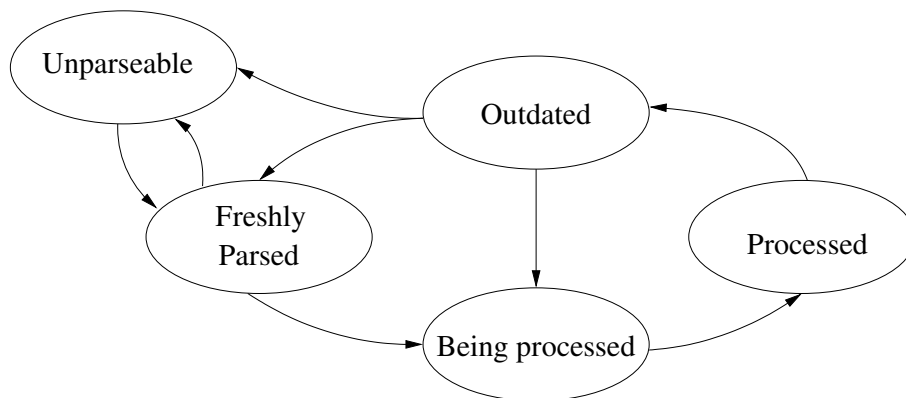 Unparseable
Outdated
Freshly
Parsed
Processed
Being processed